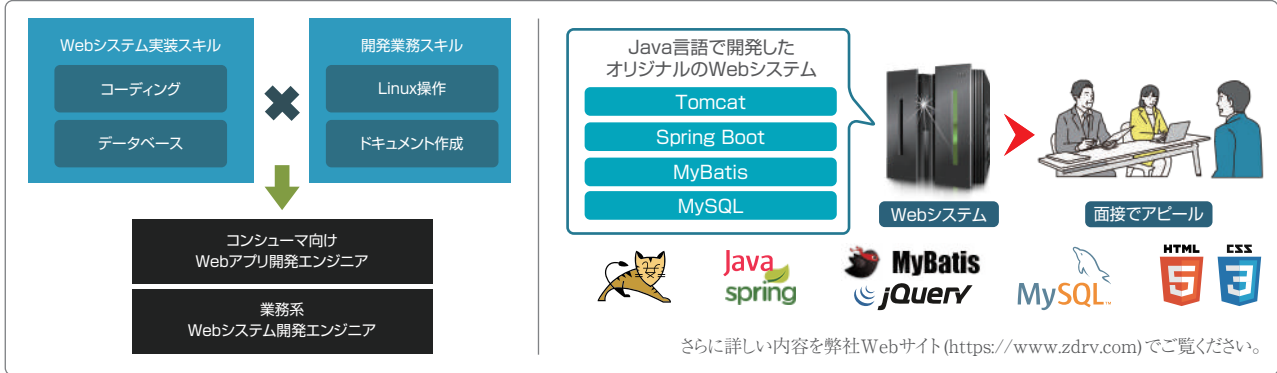 Webシステム実装スキル
コーディング
データベース
開発業務スキル
Linux操作
ドキュメント作成
コンシューマ向け
Webアプリ開発エンジニア
業務系
Webシステム開発エンジニア
Java言語で開発した
オリジナルのWebシステム
Tomcat
Spring Boot
MyBatis
MySQL
Webシステム
面接でアピール
Java
spring
MyBatis
jQuery
MySQL™
HTML
5
CSS
3
さらに詳しい内容を弊社Webサイト(https://www.zdrv.com)でご覧ください。